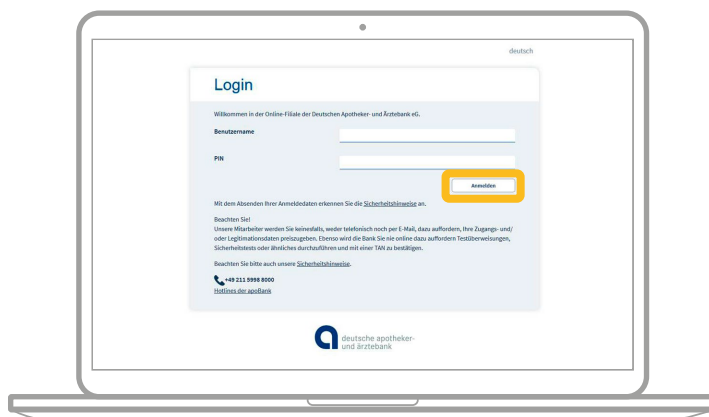 deutsch
Login
Willkommen in der Online-Filiale der Deutschen Apotheker- und Ärztebank eG.
Benutzername
PIN
Anmelden
Mit dem Absenden Ihrer Anmeldedaten erkennen Sie die Sicherheitshinweise an.
Beachten Sie!
Unsere Mitarbeiter werden Sie keinesfalls, weder telefonisch noch per E-Mail, dazu auffordern, Ihre Zugangs- und/
oder Legitimationsdaten preiszugeben. Ebenso wird die Bank Sie nie online dazu auffordern Testüberweisungen,
Sicherheitstests oder ähnliches durchzuführen und mit einer TAN zu bestätigen.
Beachten Sie bitte auch unsere Sicherheitshinweise.
+49 211 5998 8000
Hotlines der apoBank
deutsche apotheker-
und ärztebank